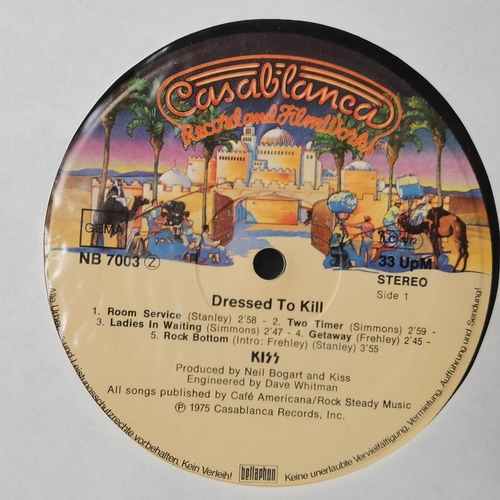 Casablanca
Record and FilmWorks
GEMA
NB 7003 Z
33 UpM
STEREO
Side 1
Dressed To Kill
1. Room Service (Stanley) 2'58 - 2. Two Timer (Simmons) 2'59 -
3. Ladies In Waiting (Simmons) 2'47 - 4. Getaway (Frehley) 2'45 -
5. Rock Bottom (Intro: Frehley) (Stanley) 3'55
KISS
Produced by Neil Bogart and Kiss
Engineered by Dave Whitman
All songs published by Café Americana/Rock Steady Music
℗ 1975 Casablanca Records, Inc.
und Leistungsschutzrechte vorbehalten. Kein Verleih!
bellaphon
Keine unerlaubte Vervielfältigung, Vermietung, Aufführung und Sendung!